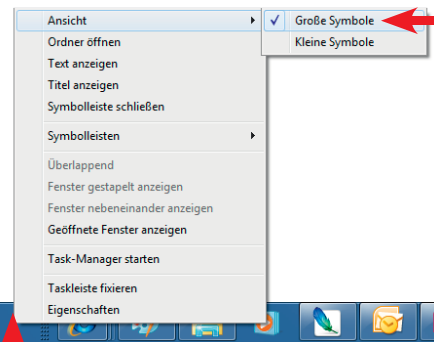 Ansicht
Große Symbole
Kleine Symbole
Ordner öffnen
Text anzeigen
Titel anzeigen
Symbolleiste schließen
Symbolleisten
Überlappend
Fenster gestapelt anzeigen
Fenster nebeneinander anzeigen
Geöffnete Fenster anzeigen
Task-Manager starten
Taskleiste fixieren
Eigenschaften